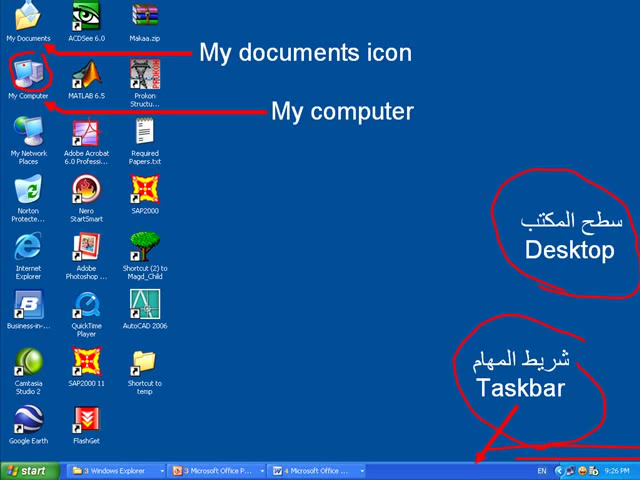 My Documents
ACDSee 6.0
Makaa.zip
My documents icon
My Computer
MATLAB 6.5
Prokon
Structu...
My computer
My Network
Places
Adobe Acrobat
6.0 Professi...
Required
Papers.txt
Norton
Protecte...
Nero
StartSmart
SAP2000
سطح المكتب
Desktop
Internet
Explorer
Adobe
Photoshop ...
Shortcut (2) to
Magd_Child
Business-in-...
QuickTime
Player
AutoCAD 2006
شريط المهام
Taskbar
Camtasia
Studio 2
SAP2000 11
Shortcut to
temp
Google Earth
FlashGet
start
3 Windows Explorer
3 Microsoft Office P...
4 Microsoft Office ...
EN
9:26 PM